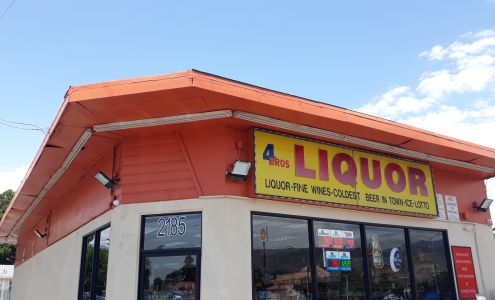 4
BROS
LIQUOR
LIQUOR-FINE WINES-COLDEST BEER IN TOWN-ICE-LOTTO
2185